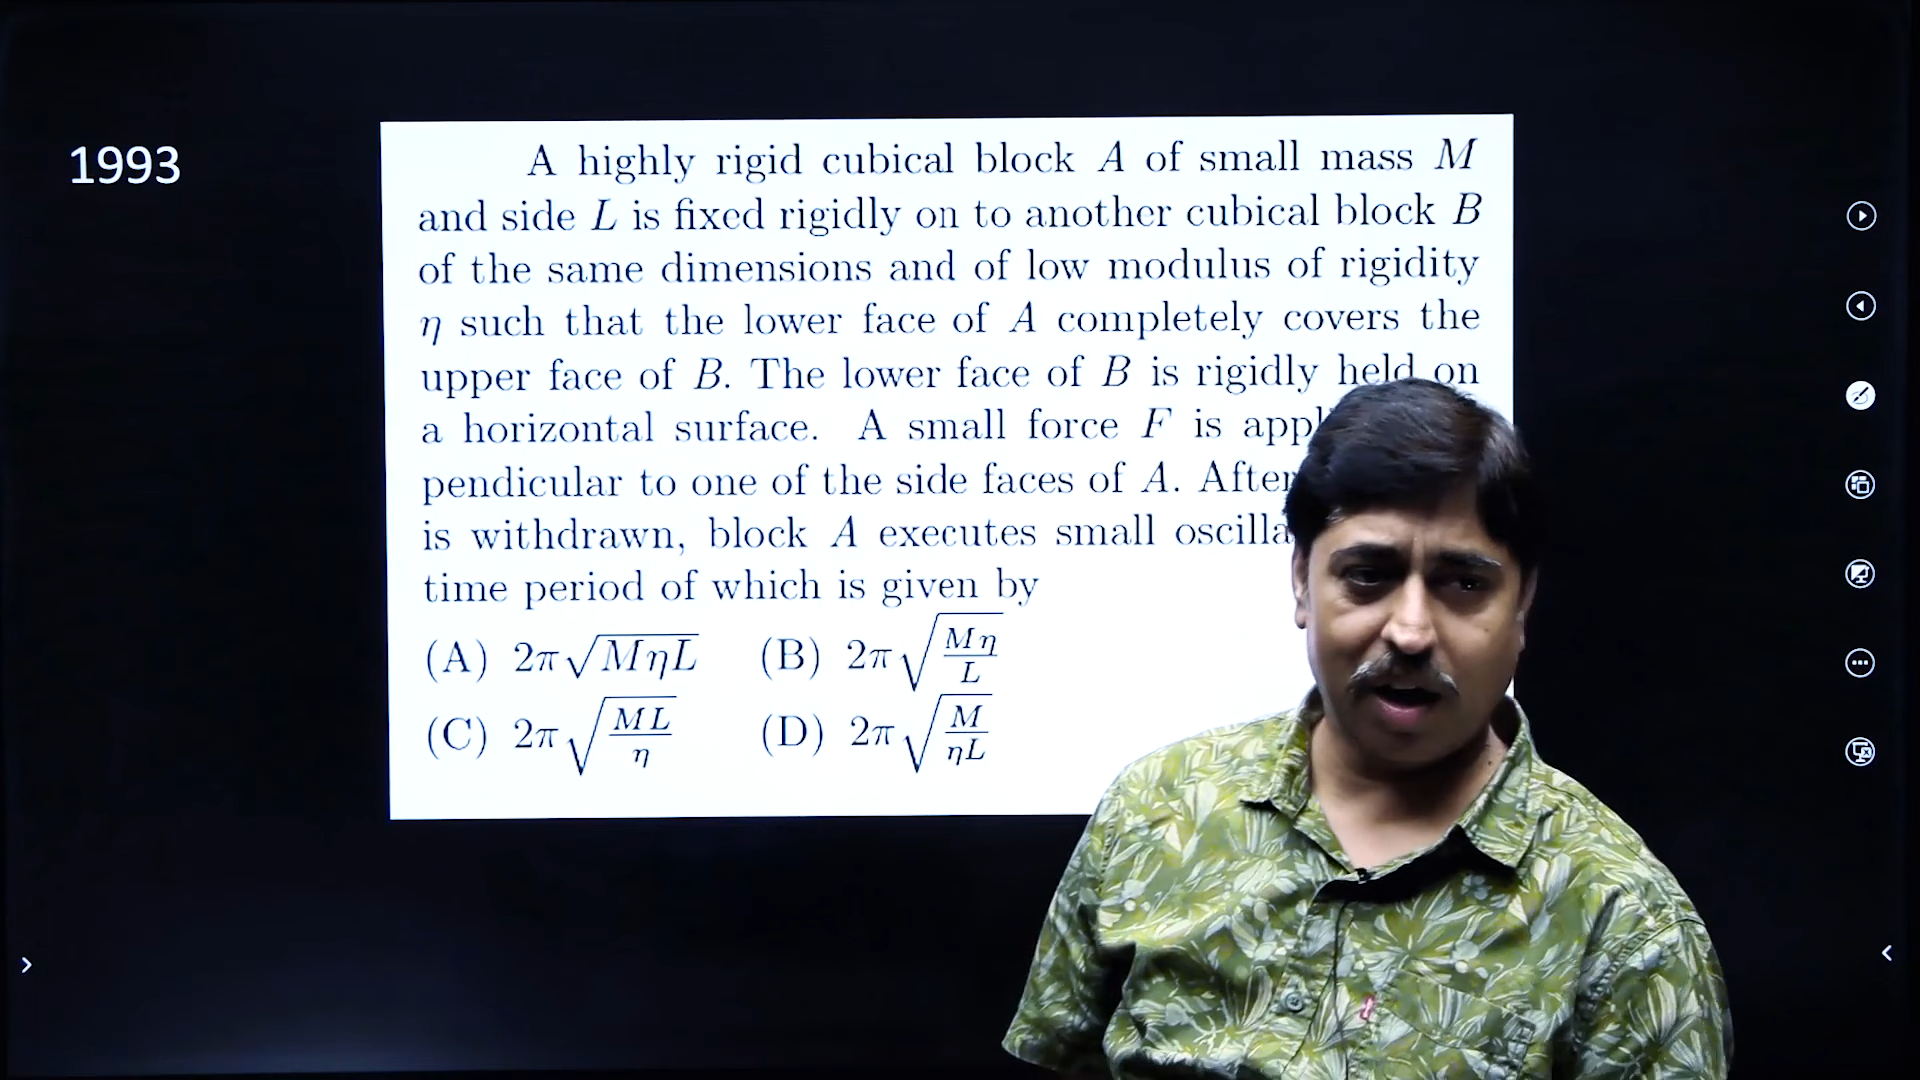 1993
A highly rigid cubical block A of small mass M
and side L is fixed rigidly on to another cubical block B
of the same dimensions and of low modulus of rigidity
η such that the lower face of A completely covers the
upper face of B. The lower face of B is rigidly held on
a horizontal surface. A small force F is appl
pendicular to one of the side faces of A. After
is withdrawn, block A executes small oscilla
time period of which is given by
(A) 2π√MηL (B) 2π√(Mη/L)
(C) 2π√(ML/η) (D) 2π√(M/ηL)